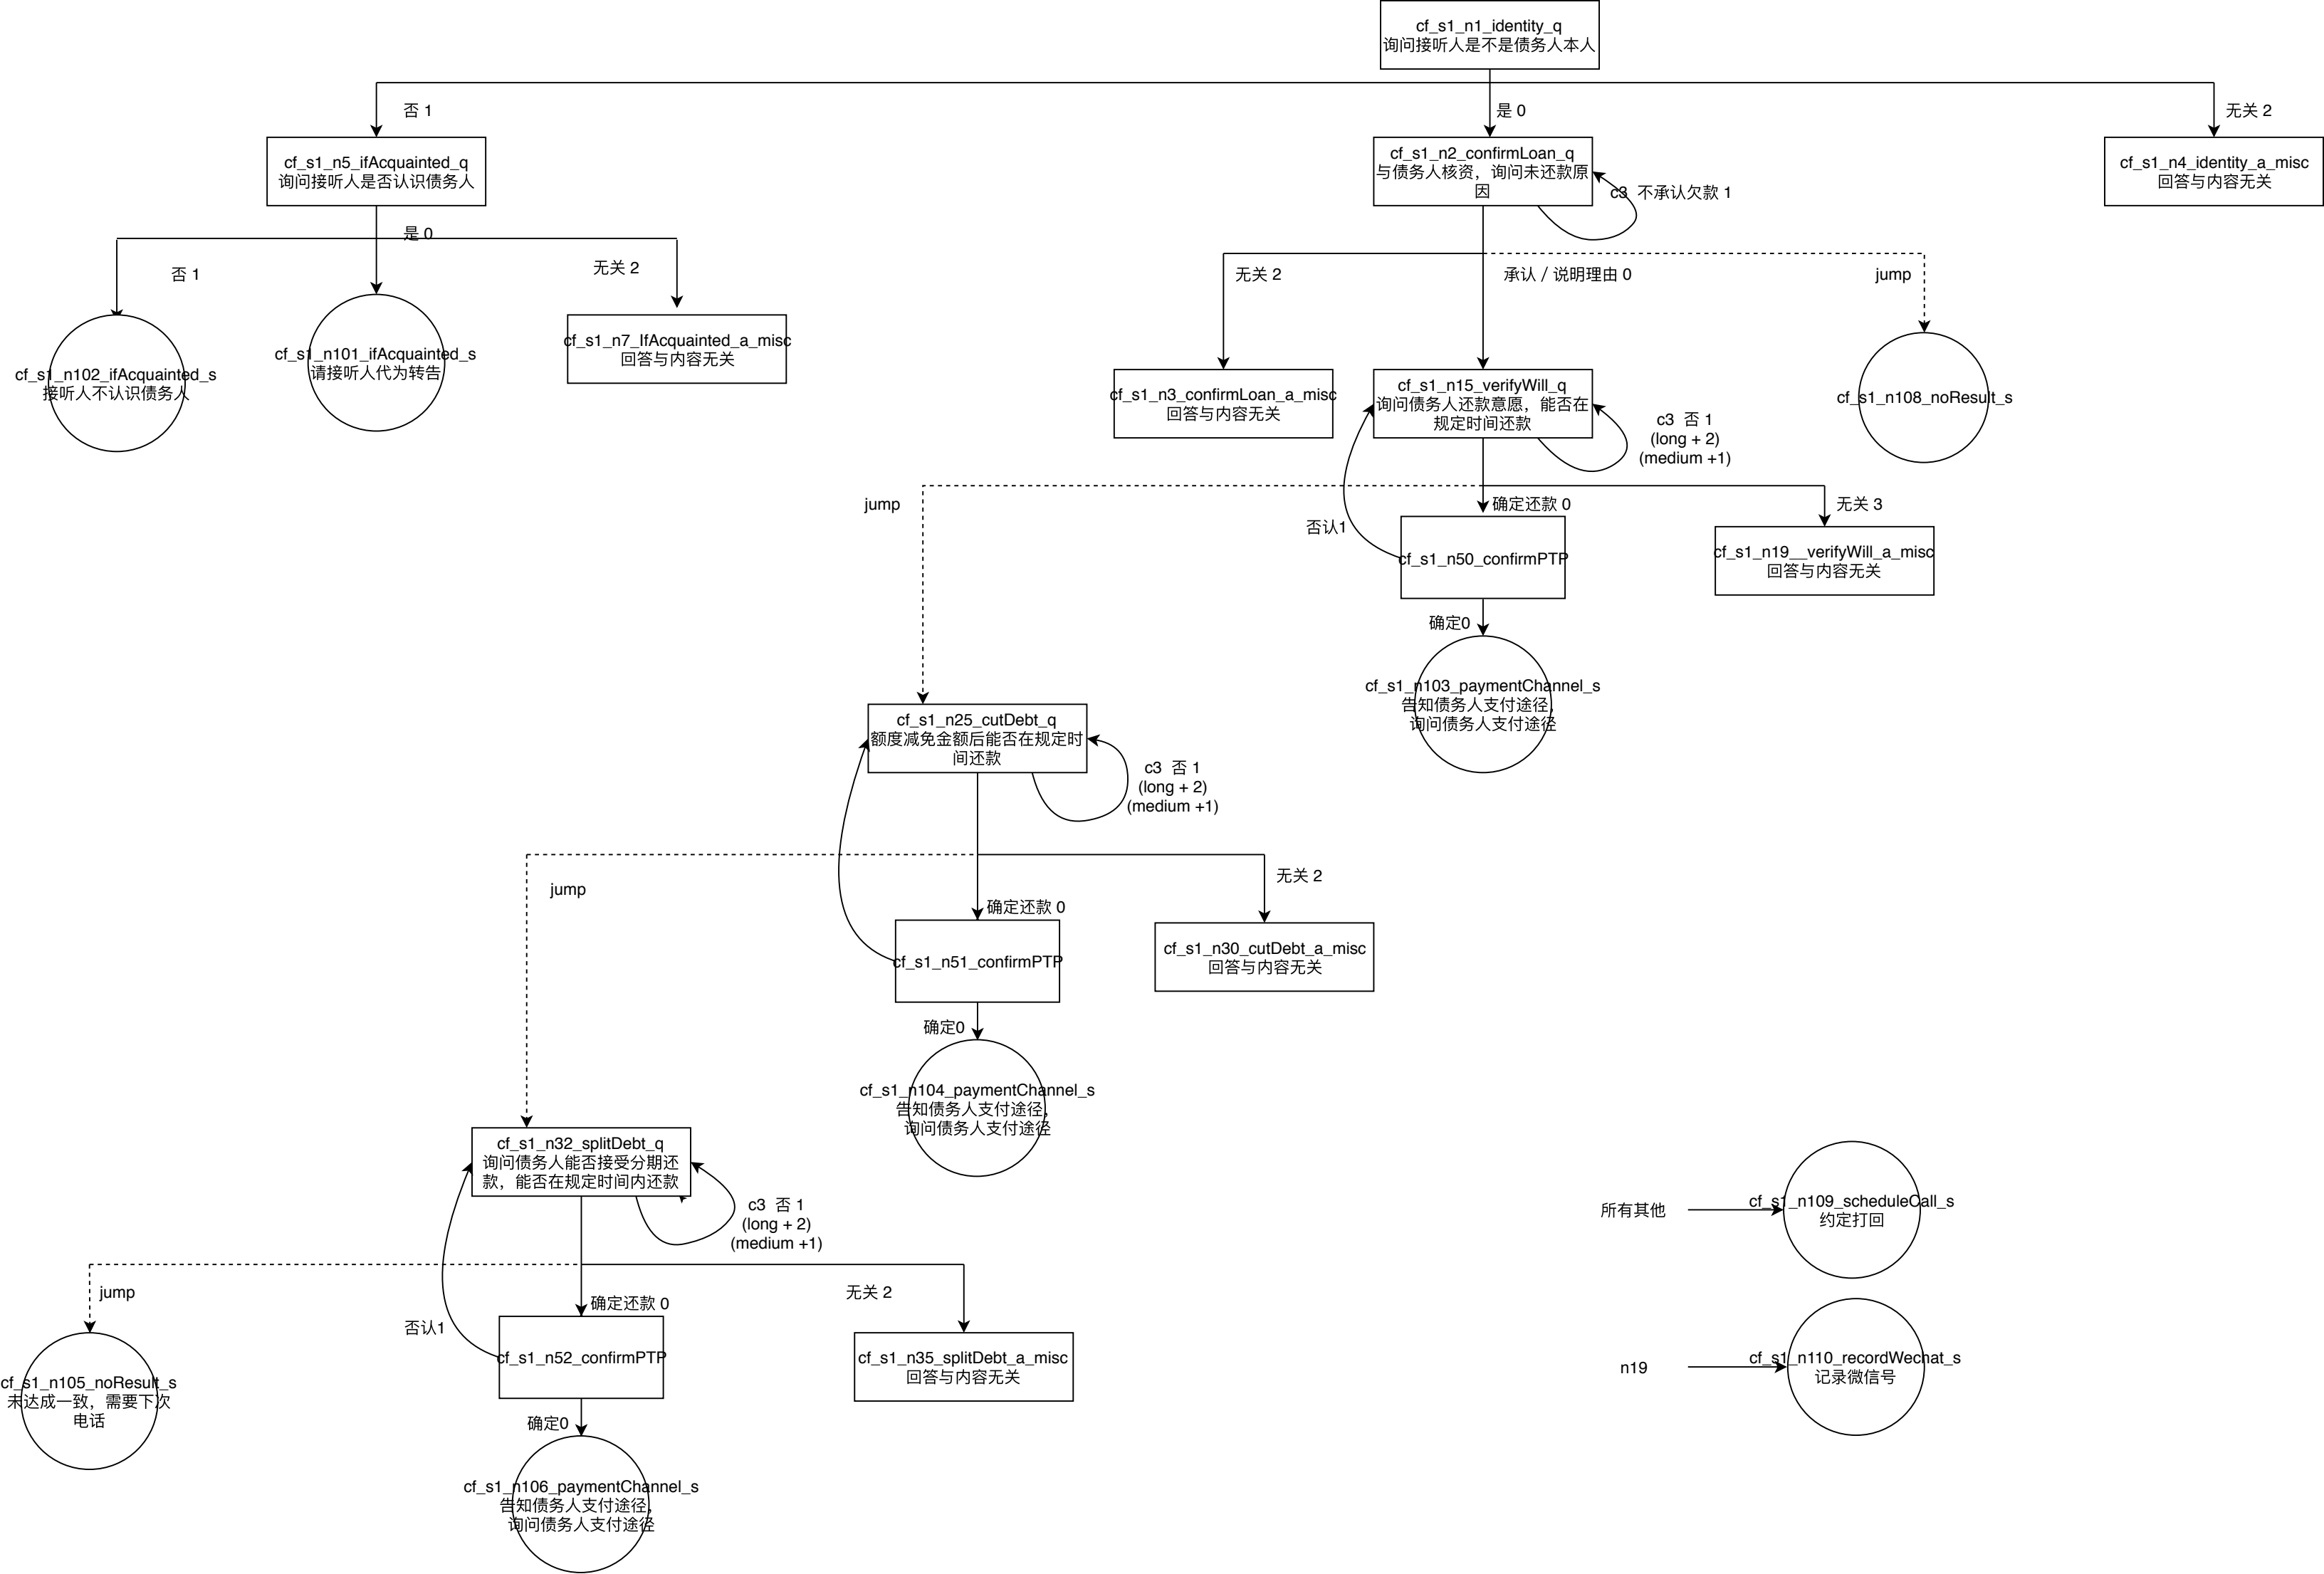 cf_s1_n1_identity_q
询问接听人是不是债务人本人
否 1
是 0
无关 2
cf_s1_n5_ifAcquainted_q
询问接听人是否认识债务人
cf_s1_n2_confirmLoan_q
与债务人核资，询问未还款原
因
c3 不承认欠款 1
cf_s1_n4_identity_a_misc
回答与内容无关
否 1
是 0
无关 2
cf_s1_n102_ifAcquainted_s
接听人不认识债务人
cf_s1_n101_ifAcquainted_s
请接听人代为转告
cf_s1_n7_IfAcquainted_a_misc
回答与内容无关
无关 2
承认 / 说明理由 0
jump
cf_s1_n3_confirmLoan_a_misc
回答与内容无关
cf_s1_n15_verifyWill_q
询问债务人还款意愿，能否在
规定时间还款
c3 否 1
(long + 2)
(medium +1)
cf_s1_n108_noResult_s
jump
确定还款 0
无关 3
否认1
cf_s1_n50_confirmPTP
cf_s1_n19__verifyWill_a_misc
回答与内容无关
确定0
cf_s1_n103_paymentChannel_s
告知债务人支付途径，
询问债务人支付途径
cf_s1_n25_cutDebt_q
额度减免金额后能否在规定时
间还款
c3 否 1
(long + 2)
(medium +1)
jump
确定还款 0
无关 2
cf_s1_n51_confirmPTP
cf_s1_n30_cutDebt_a_misc
回答与内容无关
确定0
cf_s1_n104_paymentChannel_s
告知债务人支付途径，
询问债务人支付途径
cf_s1_n32_splitDebt_q
询问债务人能否接受分期还
款，能否在规定时间内还款
c3 否 1
(long + 2)
(medium +1)
jump
确定还款 0
无关 2
否认1
cf_s1_n52_confirmPTP
cf_s1_n35_splitDebt_a_misc
回答与内容无关
cf_s1_n105_noResult_s
未达成一致，需要下次
电话
确定0
cf_s1_n106_paymentChannel_s
告知债务人支付途径，
询问债务人支付途径
所有其他
cf_s1_n109_scheduleCall_s
约定打回
n19
cf_s1_n110_recordWechat_s
记录微信号